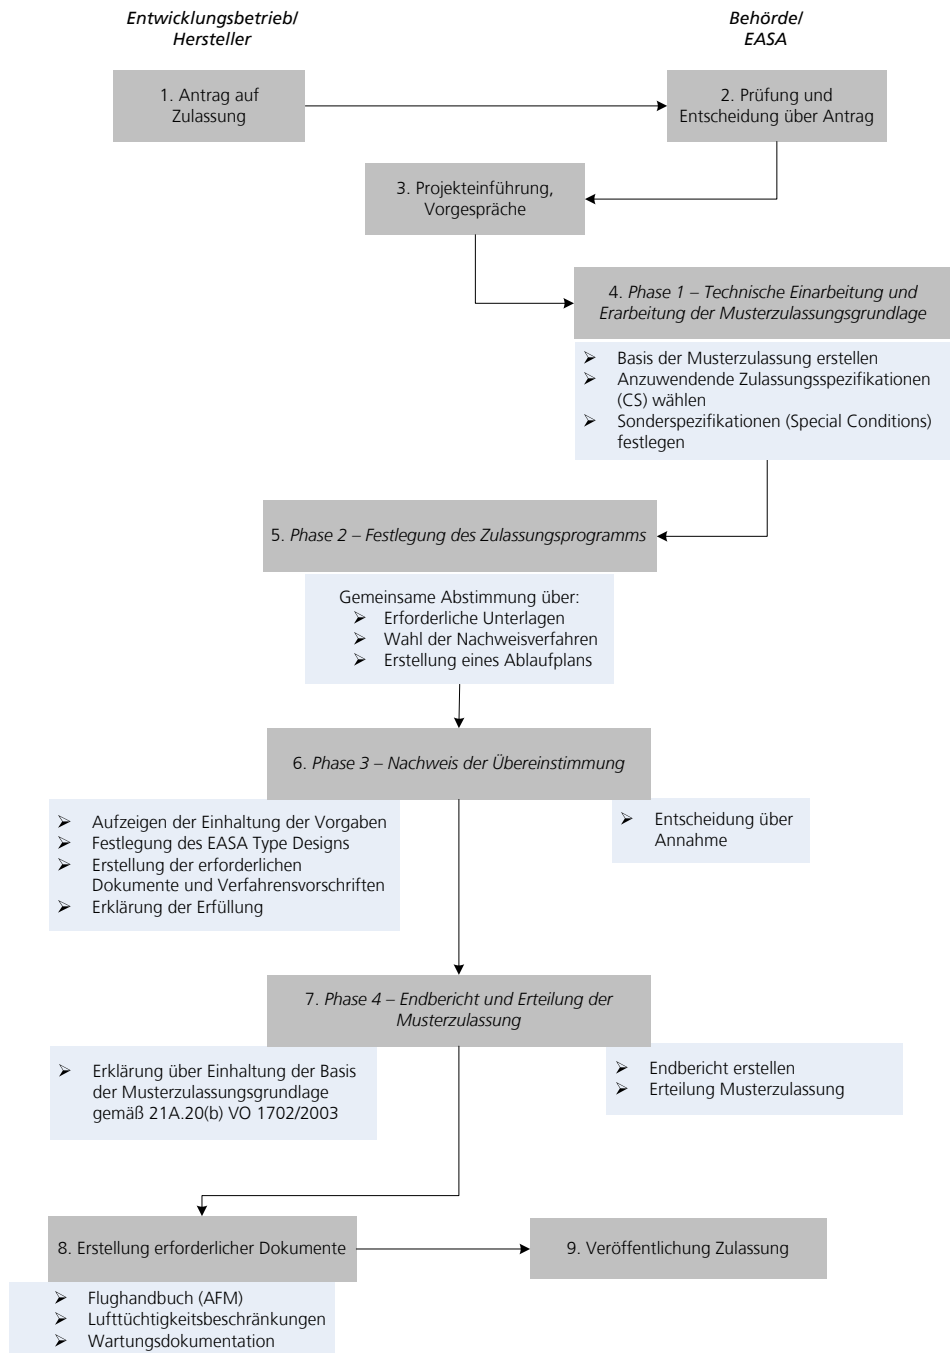 Entwicklungsbetrieb/
Hersteller
Behörde/
EASA
1. Antrag auf
Zulassung
2. Prüfung und
Entscheidung über Antrag
3. Projekteinführung,
Vorgespräche
4. Phase 1 – Technische Einarbeitung und
Erarbeitung der Musterzulassungsgrundlage
➢ Basis der Musterzulassung erstellen
➢ Anzuwendende Zulassungsspezifikationen
(CS) wählen
➢ Sonderspezifikationen (Special Conditions)
festlegen
5. Phase 2 – Festlegung des Zulassungsprogramms
Gemeinsame Abstimmung über:
➢ Erforderliche Unterlagen
➢ Wahl der Nachweisverfahren
➢ Erstellung eines Ablaufplans
6. Phase 3 – Nachweis der Übereinstimmung
➢ Aufzeigen der Einhaltung der Vorgaben
➢ Festlegung des EASA Type Designs
➢ Erstellung der erforderlichen
Dokumente und Verfahrensvorschriften
➢ Erklärung der Erfüllung
➢ Entscheidung über
Annahme
7. Phase 4 – Endbericht und Erteilung der
Musterzulassung
➢ Erklärung über Einhaltung der Basis
der Musterzulassungsgrundlage
gemäß 21A.20(b) VO 1702/2003
➢ Endbericht erstellen
➢ Erteilung Musterzulassung
8. Erstellung erforderlicher Dokumente
9. Veröffentlichung Zulassung
➢ Flughandbuch (AFM)
➢ Lufttüchtigkeitsbeschränkungen
➢ Wartungsdokumentation